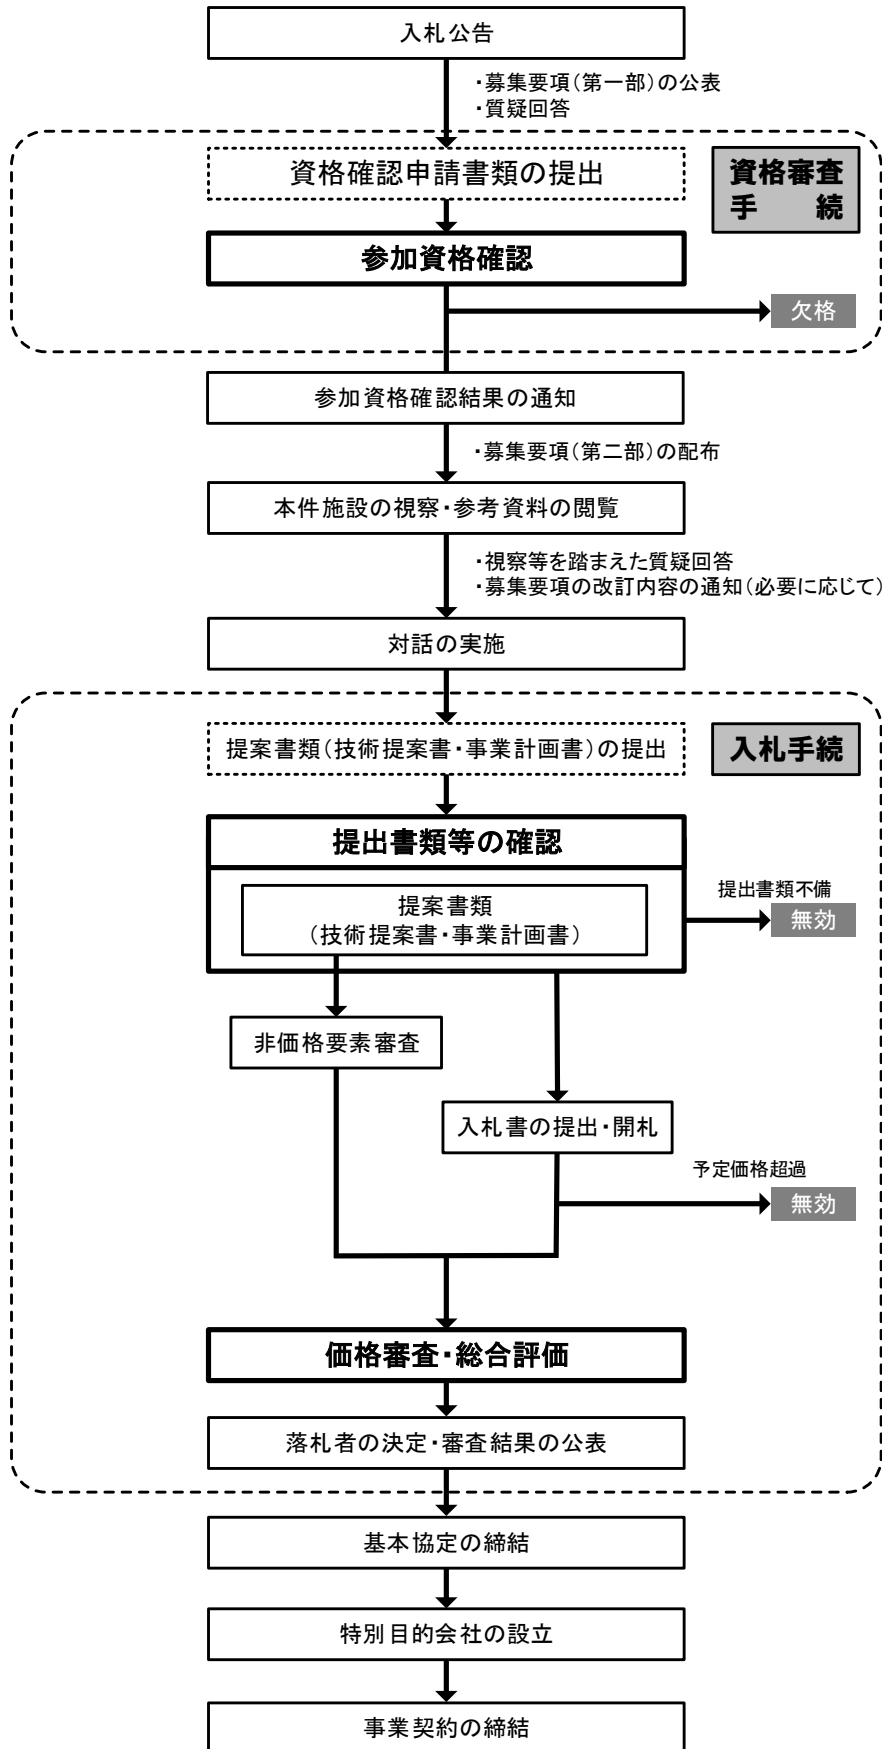 入札公告
・募集要項(第一部)の公表
・質疑回答
資格確認申請書類の提出
資格審査
手　　続
参加資格確認
欠格
参加資格確認結果の通知
・募集要項(第二部)の配布
本件施設の視察・参考資料の閲覧
・視察等を踏まえた質疑回答
・募集要項の改訂内容の通知(必要に応じて)
対話の実施
提案書類(技術提案書・事業計画書)の提出
入札手続
提出書類等の確認
提出書類不備
提案書類
(技術提案書・事業計画書)
無効
非価格要素審査
入札書の提出・開札
予定価格超過
無効
価格審査・総合評価
落札者の決定・審査結果の公表
基本協定の締結
特別目的会社の設立
事業契約の締結